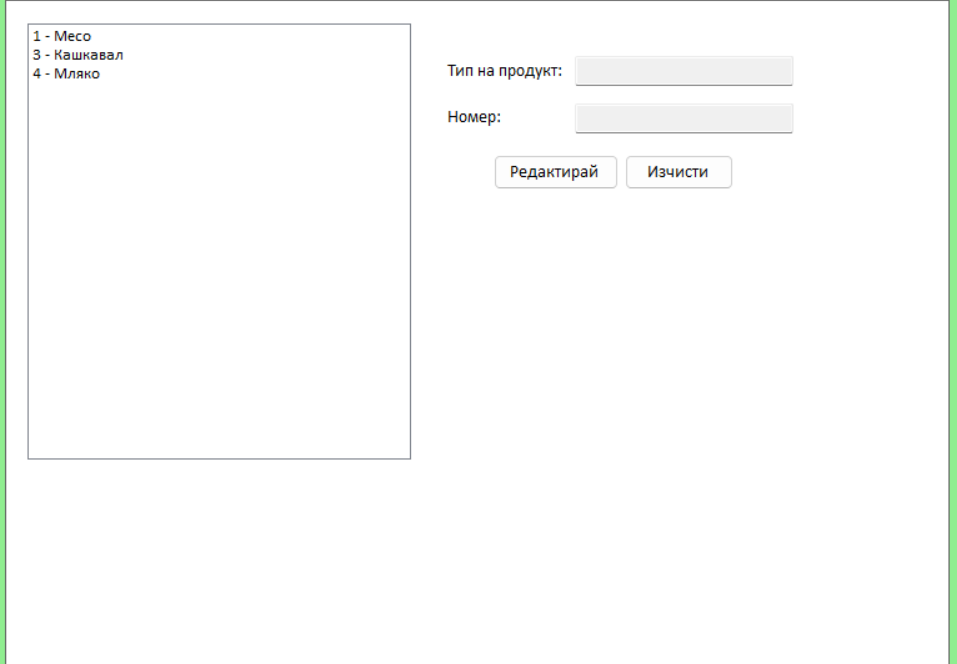 1 - Месо
3 - Кашкавал
4 - Мляко
Тип на продукт:
Номер:
Редактирай Изчисти